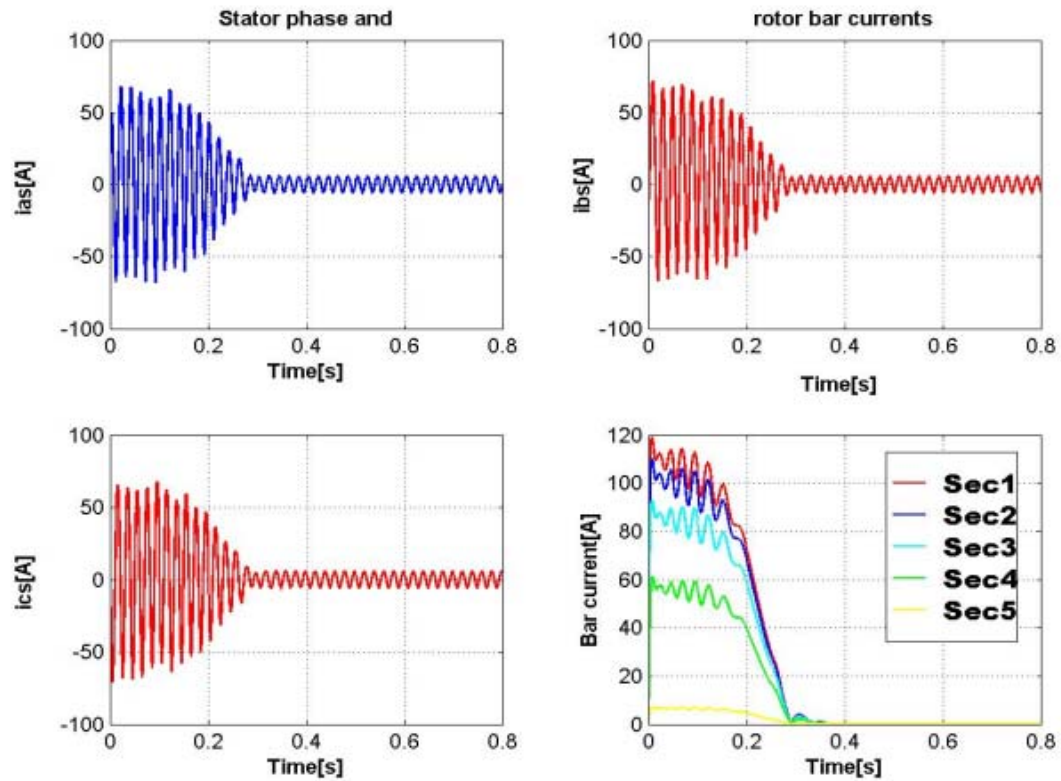 Stator phase and
100
50
0
-50
-100
ias[A]
0
0.2
0.4
0.6
0.8
Time[s]
rotor bar currents
100
50
0
-50
-100
ibs[A]
0
0.2
0.4
0.6
0.8
Time[s]
100
50
0
-50
-100
ics[A]
0
0.2
0.4
0.6
0.8
Time[s]
120
100
80
60
40
20
0
Bar current[A]
Sec1
Sec2
Sec3
Sec4
Sec5
0
0.2
0.4
0.6
0.8
Time[s]